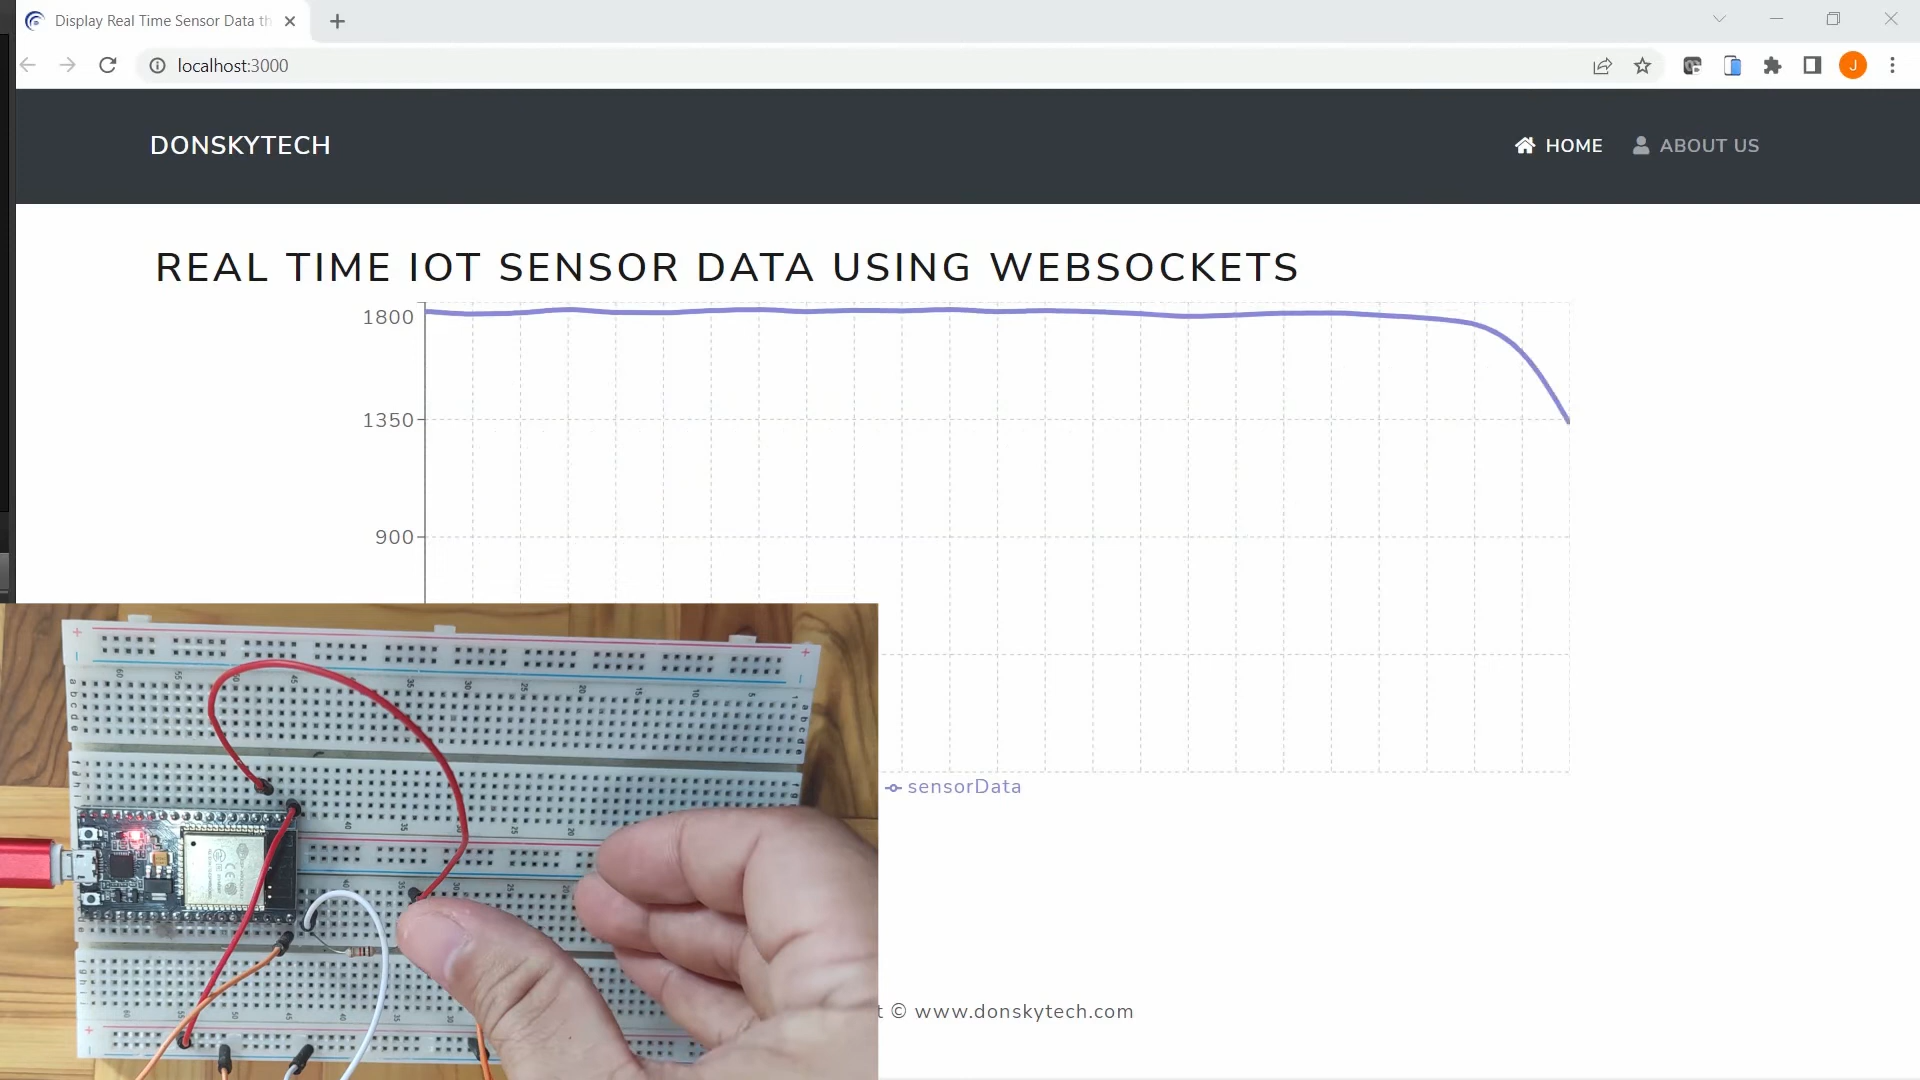 Display Real Time Sensor Data th
localhost:3000
J
DONSKYTECH
HOME
ABOUT US
REAL TIME IOT SENSOR DATA USING WEBSOCKETS
1800
1350
900
sensorData
© www.donskytech.com